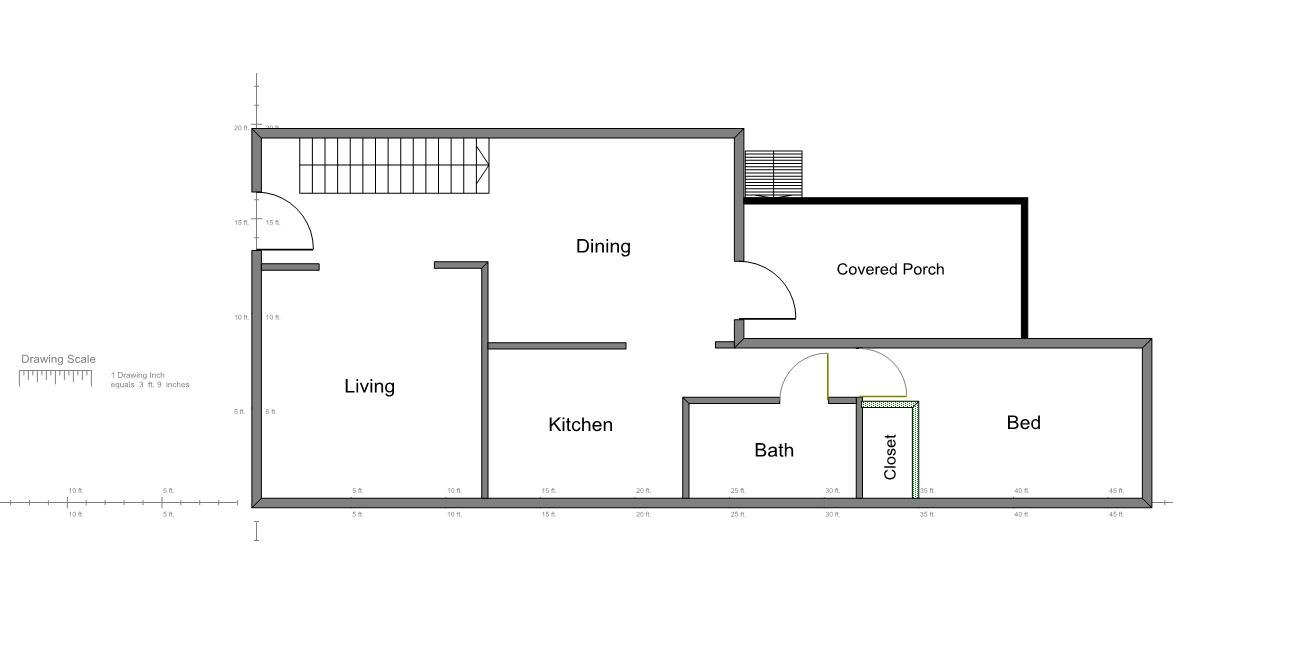 20 ft. 20 ft.
15 ft. 15 ft.
Dining
Covered Porch
10 ft. 10 ft.
Drawing Scale
1 Drawing Inch
equals 3 ft. 9 inches
Living
5 ft. 5 ft.
Kitchen
Bath
Closet
Bed
10 ft. 5 ft. 5 ft. 10 ft. 15 ft. 20 ft. 25 ft. 30 ft. 35 ft. 40 ft. 45 ft.
10 ft. 5 ft. 5 ft. 10 ft. 15 ft. 20 ft. 25 ft. 30 ft. 35 ft. 40 ft. 45 ft.